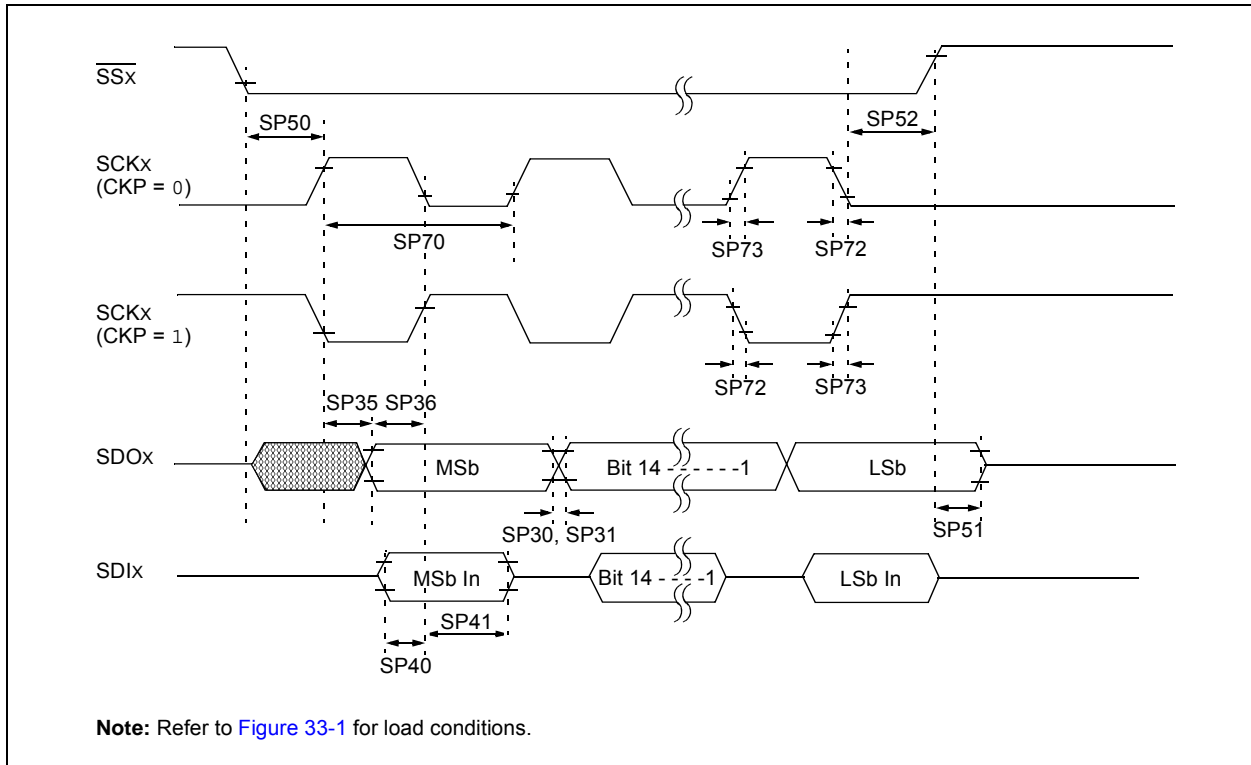 SSx
SP50
SP52
SCKx
(CKP = 0)
SP70
SP73
SP72
SCKx
(CKP = 1)
SP72
SP73
SP35
SP36
SDOx
MSb
Bit 14 - - - - - -1
LSb
SP30, SP31
SP51
SDIx
MSb In
Bit 14 - - - -1
LSb In
SP41
SP40
Note: Refer to Figure 33-1 for load conditions.